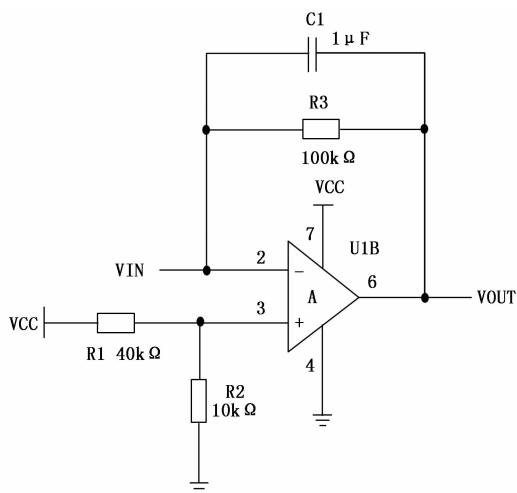 C1
1μF
R3
100kΩ
VCC
7
U1B
VIN
2
−
6
A
VOUT
3
+
VCC
R1 40kΩ
4
R2
10kΩ